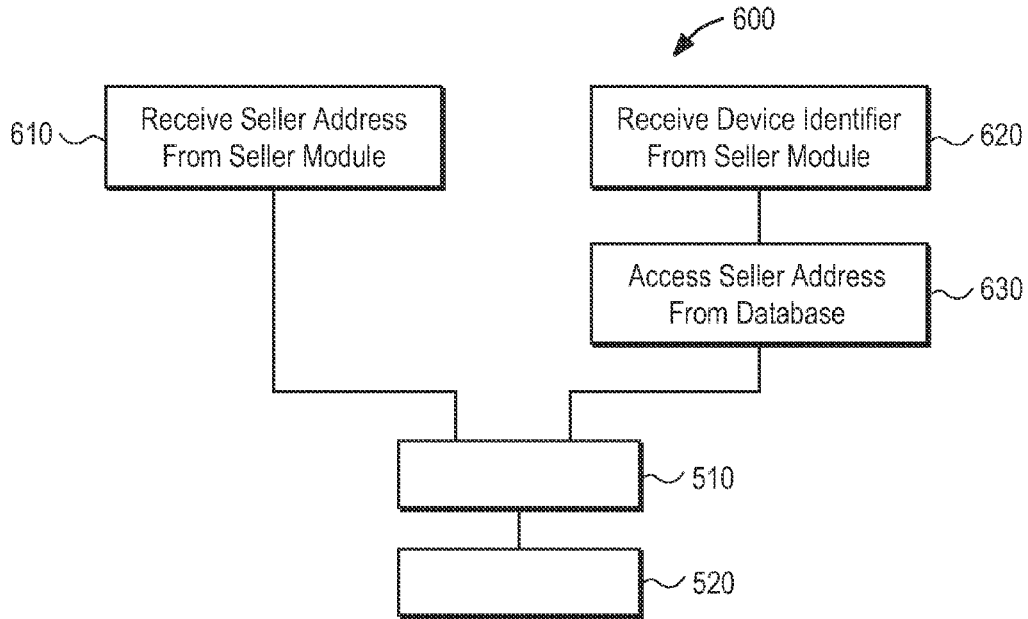 600
610
Receive Seller Address
From Seller Module
Receive Device Identifier
From Seller Module
620
Access Seller Address
From Database
630
510
520